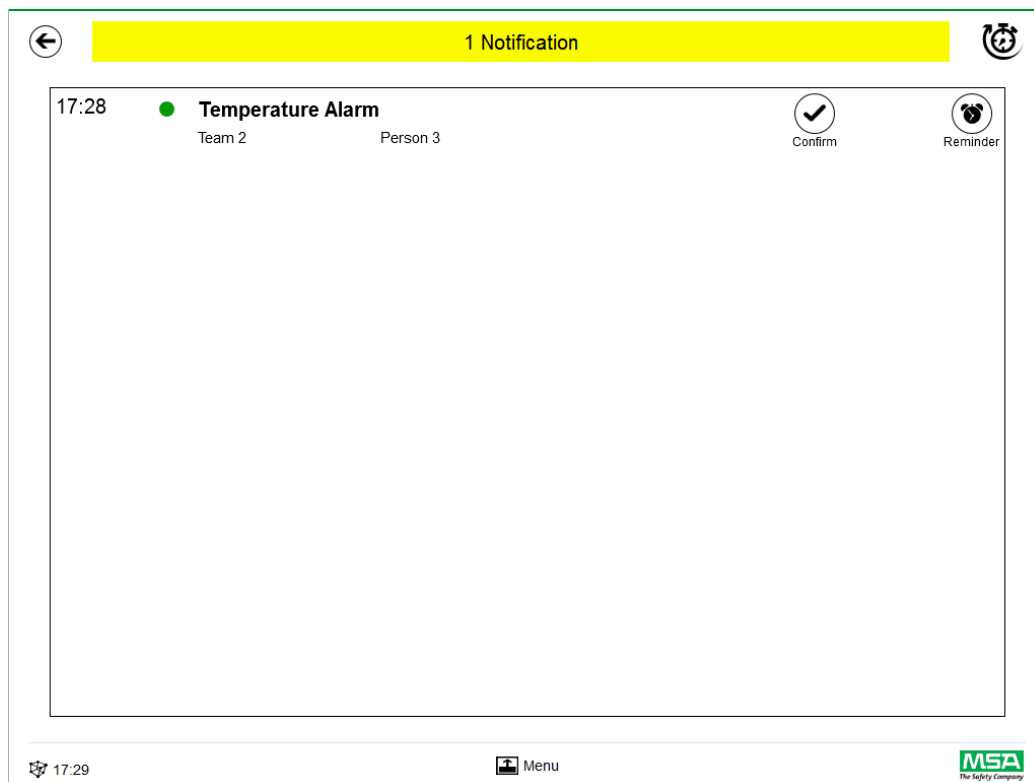 1 Notification
17:28 Temperature Alarm
Team 2 Person 3
Confirm Reminder
17:29 Menu
MSA
The Safety Company